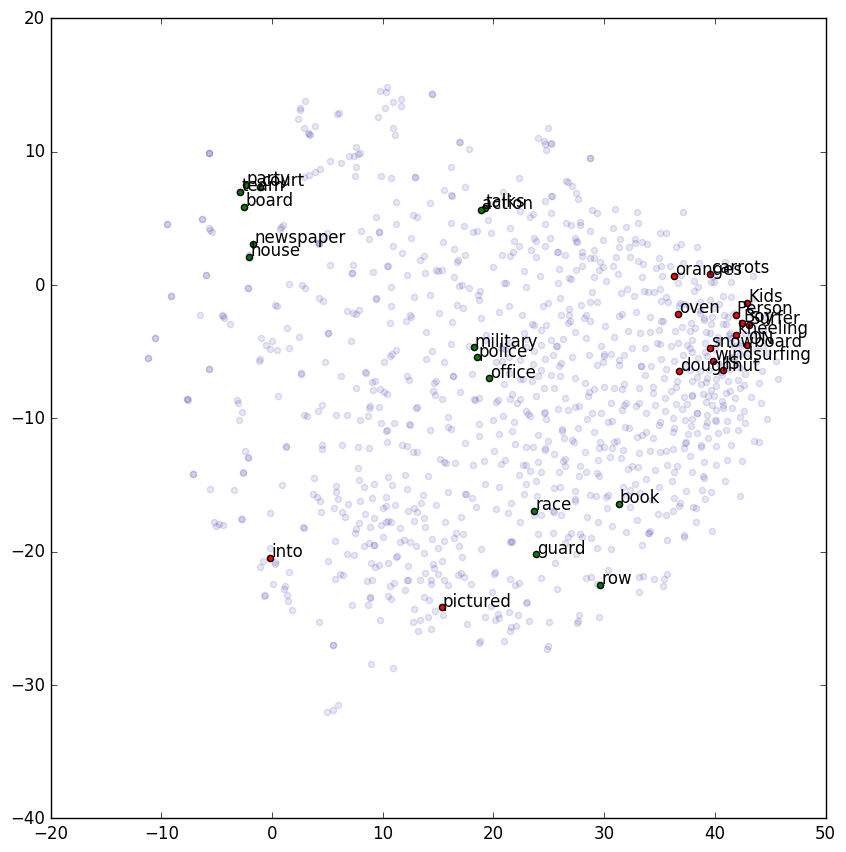 20
10
0
−10
−20
−30
−40
−20
−10
0
10
20
30
40
50
party
court
team
board
newspaper
house
talks
action
oranges
carrots
Kids
oven
Person
Boy
Surfer
kneeling
ON
snowboard
windsurfing
doughnut
military
police
office
race
book
guard
row
into
pictured